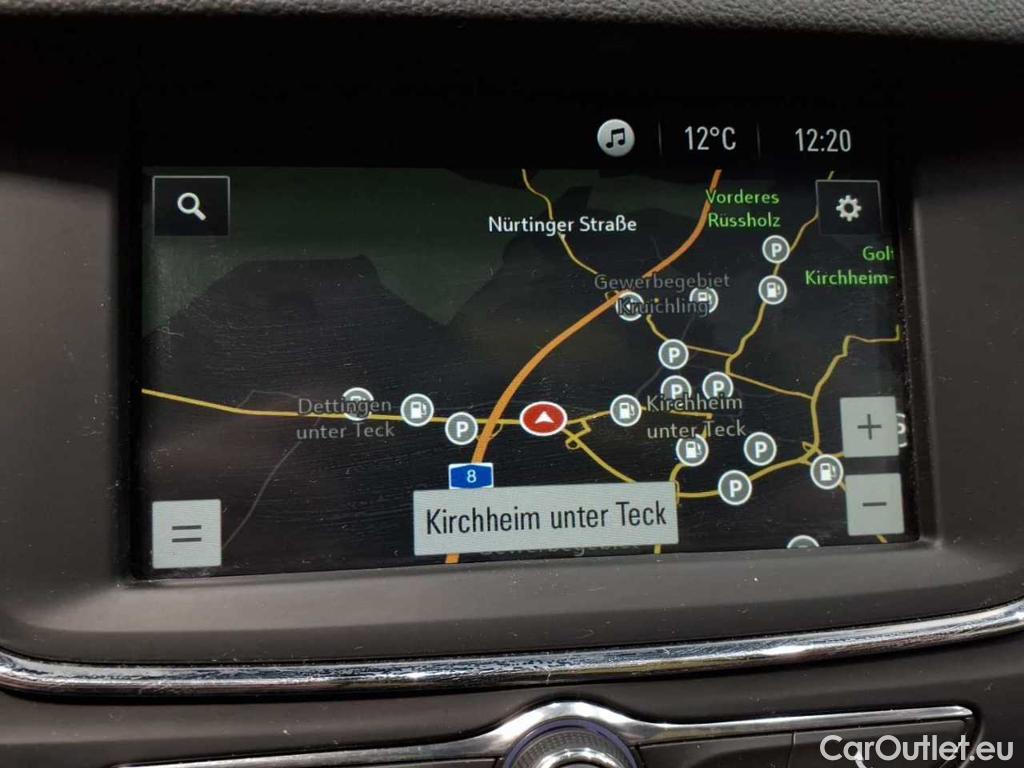 12°C
12:20
Vorderes
Rüssholz
Nürtinger Straße
Golf
Kirchheim-
Gewerbegebiet
Kruichling
P
P
P
P
Dettingen
unter Teck
P
Kirchheim
unter Teck
P
8
P
Kirchheim unter Teck
Gewerbegebiet
CarOutlet.eu